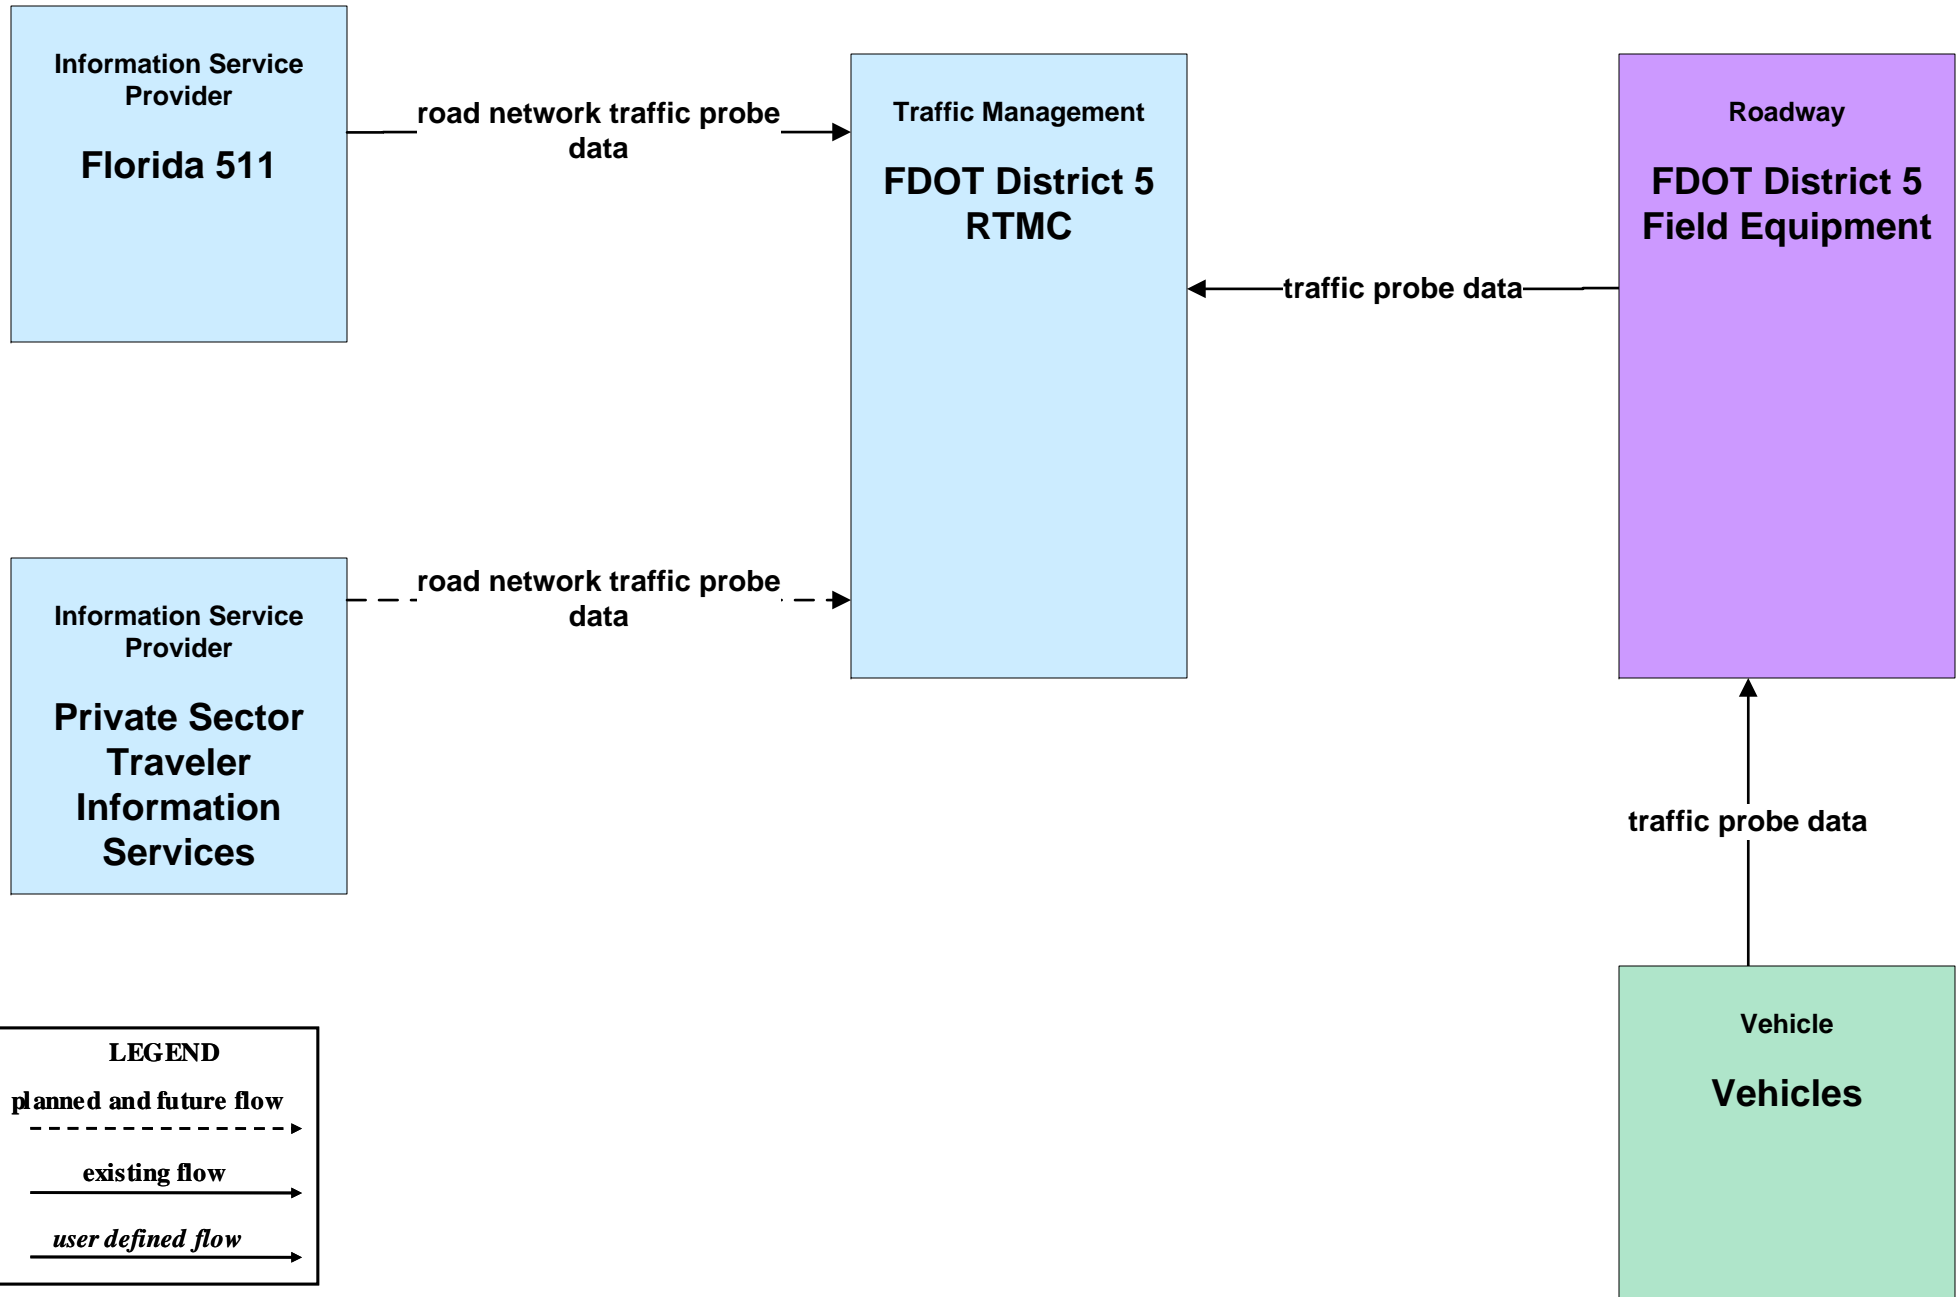 Information Service
Provider
Florida 511
road network traffic probe
data
Traffic Management
FDOT District 5
RTMC
Roadway
FDOT District 5
Field Equipment
traffic probe data
Information Service
Provider
Private Sector
Traveler
Information
Services
road network traffic probe
data
traffic probe data
Vehicle
Vehicles
LEGEND
planned and future flow
existing flow
user defined flow